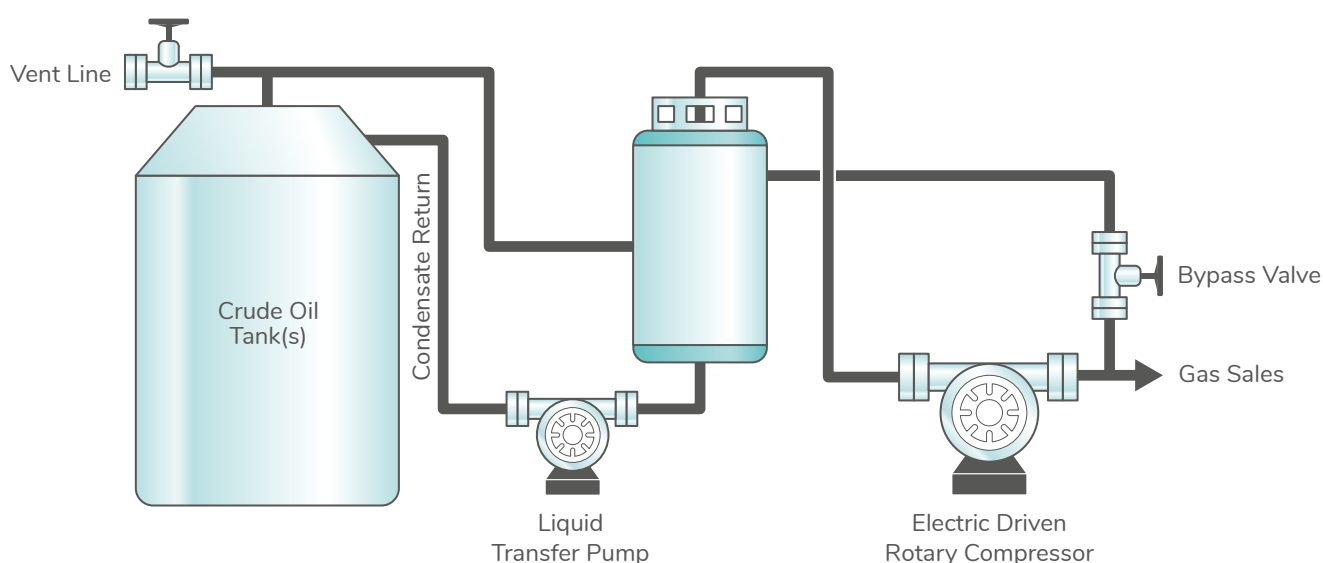 Vent Line
Condensate Return
Crude Oil
Tank(s)
Bypass Valve
Gas Sales
Liquid
Transfer Pump
Electric Driven
Rotary Compressor